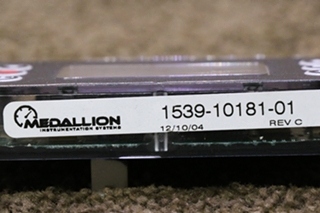 MEDALLION
INSTRUMENTATION SYSTEMS
1539-10181-01
12/10/04
REV C